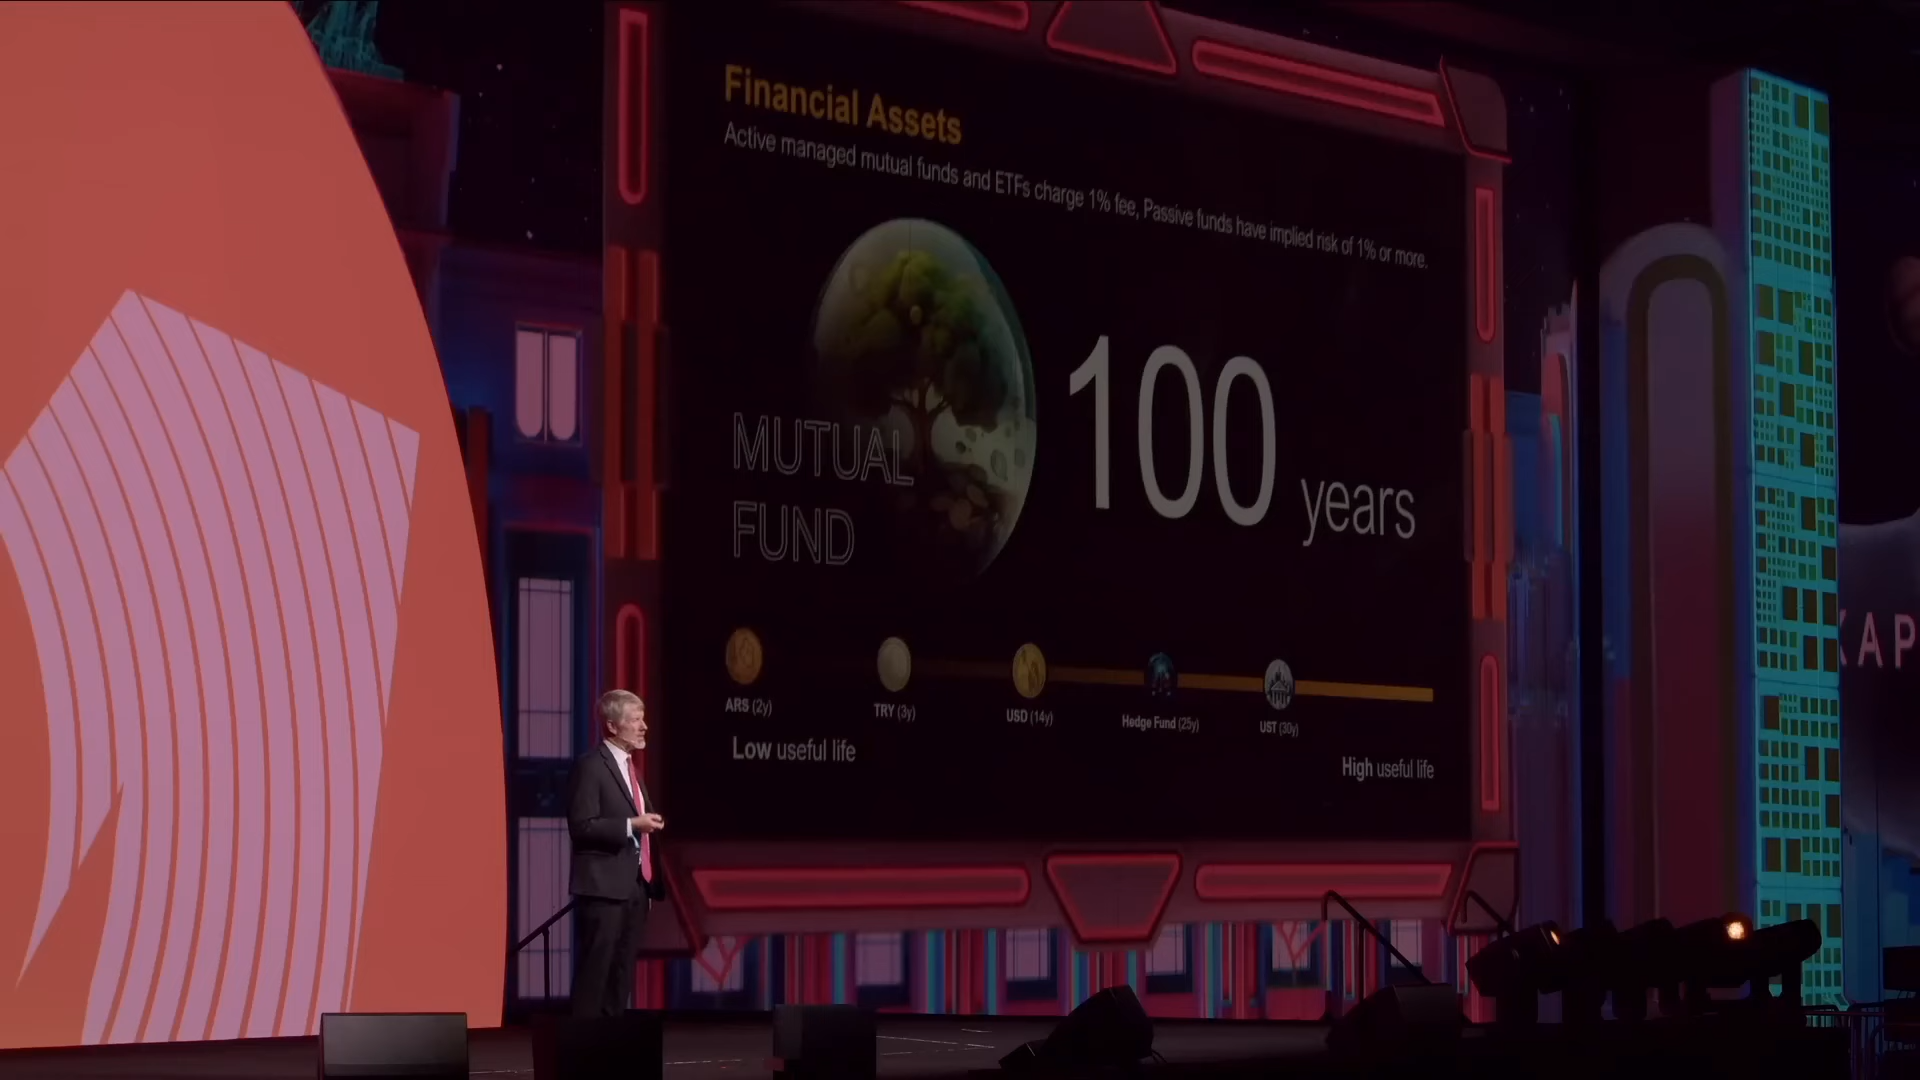 Financial Assets
Active managed mutual funds and ETFs charge 1% fee, Passive funds have implied risk of 1% or more.
MUTUAL
FUND
100 years
ARS (2y)
TRY (3y)
USD (14y)
Hedge Fund (25y)
UST (30y)
Low useful life
High useful life
KAP